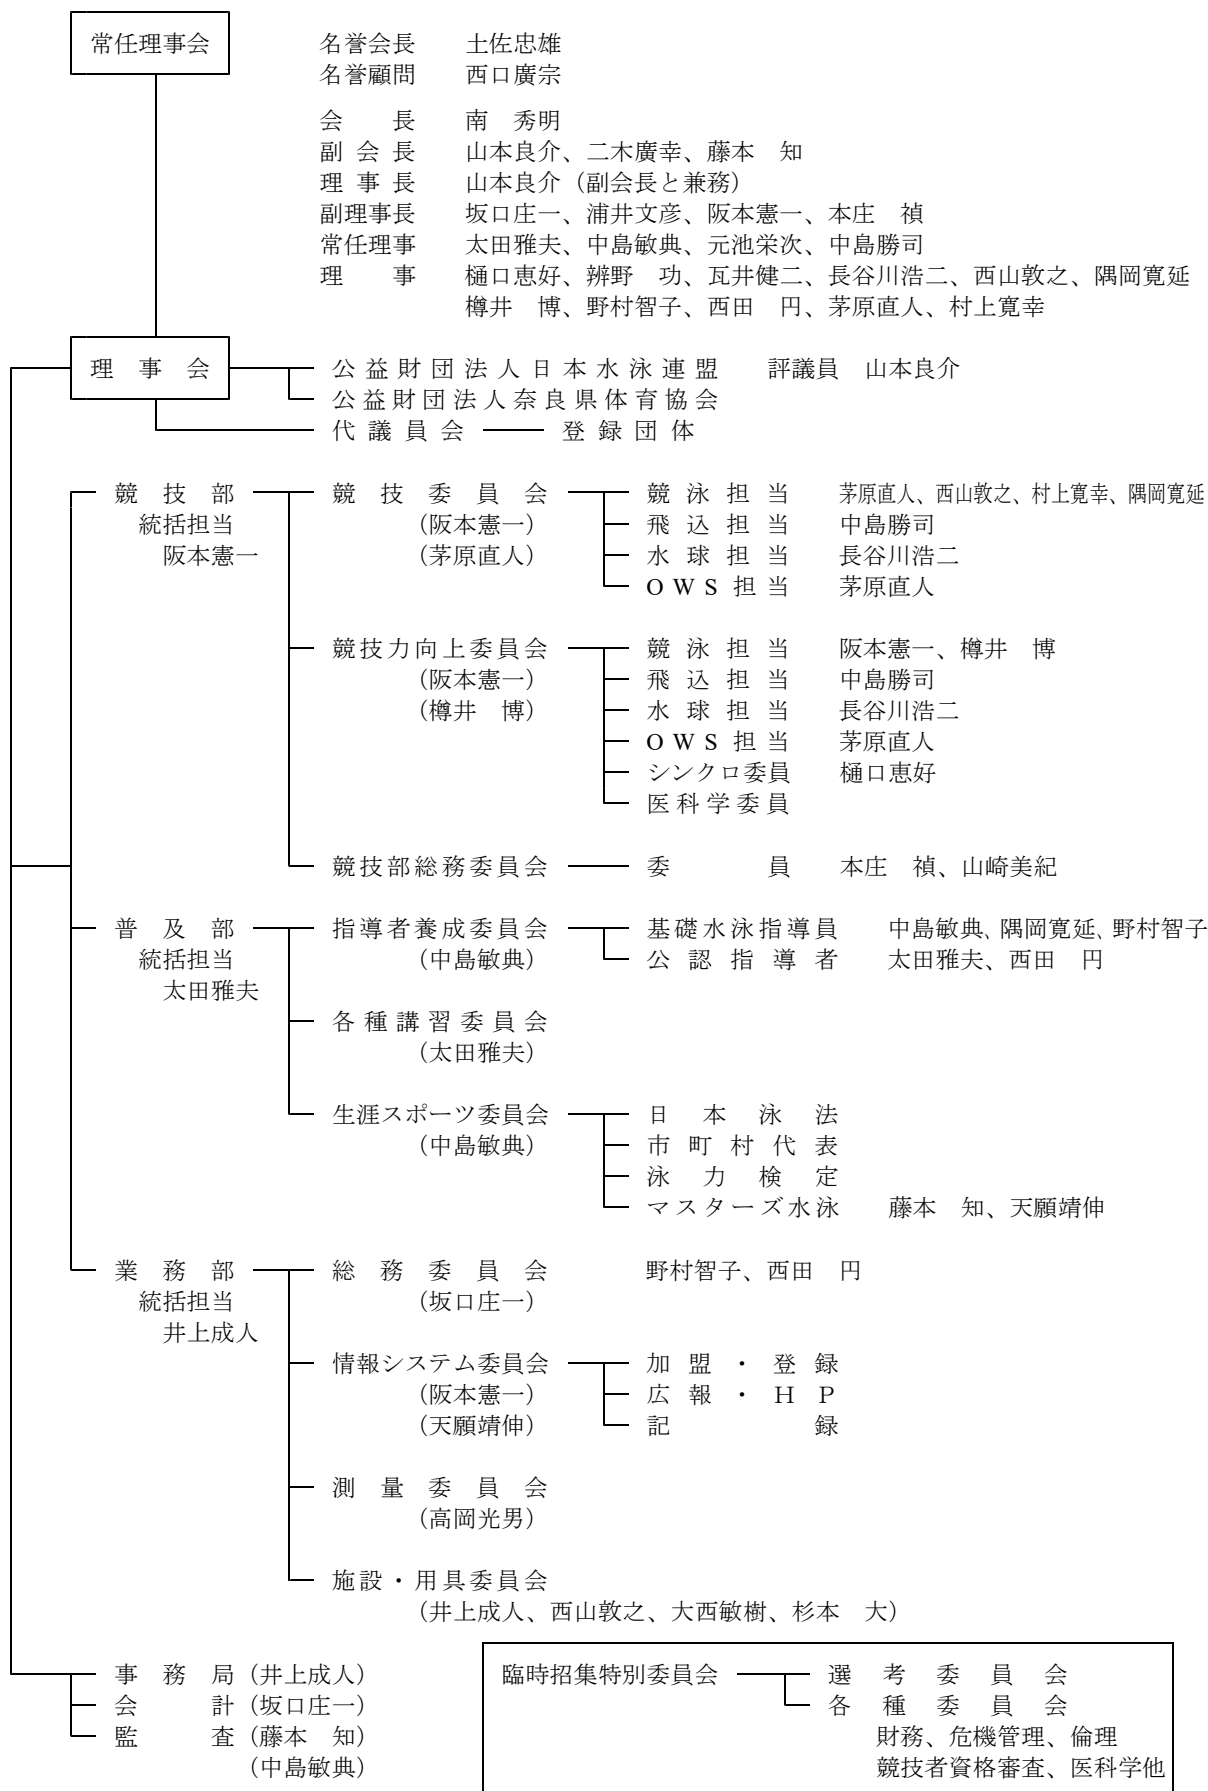 常任理事会
名誉会長　土佐忠雄
名誉顧問　西口廣宗
会長　南　秀明
副会長　山本良介、二木廣幸、藤本　知
理事長　山本良介（副会長と兼務）
副理事長　坂口庄一、浦井文彦、阪本憲一、本庄　禎
常任理事　太田雅夫、中島敏典、元池栄次、中島勝司
理事　樋口恵好、辨野　功、瓦井健二、長谷川浩二、西山敦之、隅岡寛延
樽井　博、野村智子、西田　円、茅原直人、村上寛幸
理事会　公益財団法人日本水泳連盟　評議員　山本良介
公益財団法人奈良県体育協会
代議員会　登録団体
競技部　競技委員会　競泳担当　茅原直人、西山敦之、村上寛幸、隅岡寛延
統括担当　（阪本憲一）　飛込担当　中島勝司
阪本憲一　（茅原直人）　水球担当　長谷川浩二
OWS担当　茅原直人
競技力向上委員会　競泳担当　阪本憲一、樽井　博
（阪本憲一）　飛込担当　中島勝司
（樽井　博）　水球担当　長谷川浩二
OWS担当　茅原直人
シンクロ委員　樋口恵好
医科学委員
競技部総務委員会　委員　本庄　禎、山崎美紀
普及部　指導者養成委員会　基礎水泳指導員　中島敏典、隅岡寛延、野村智子
統括担当　（中島敏典）　公認指導者　太田雅夫、西田　円
太田雅夫
各種講習委員会
（太田雅夫）
生涯スポーツ委員会　日本泳法
（中島敏典）　市町村代表
泳力検定
マスターズ水泳　藤本　知、天願靖伸
業務部　総務委員会　野村智子、西田　円
統括担当　（坂口庄一）
井上成人
情報システム委員会　加盟・登録
（阪本憲一）　広報・ＨＰ
（天願靖伸）　記録
測量委員会
（高岡光男）
施設・用具委員会
（井上成人、西山敦之、大西敏樹、杉本　大）
事務局（井上成人）
会計（坂口庄一）
監査（藤本　知）
（中島敏典）
臨時招集特別委員会　選考委員会
各種委員会
財務、危機管理、倫理
競技者資格審査、医科学他